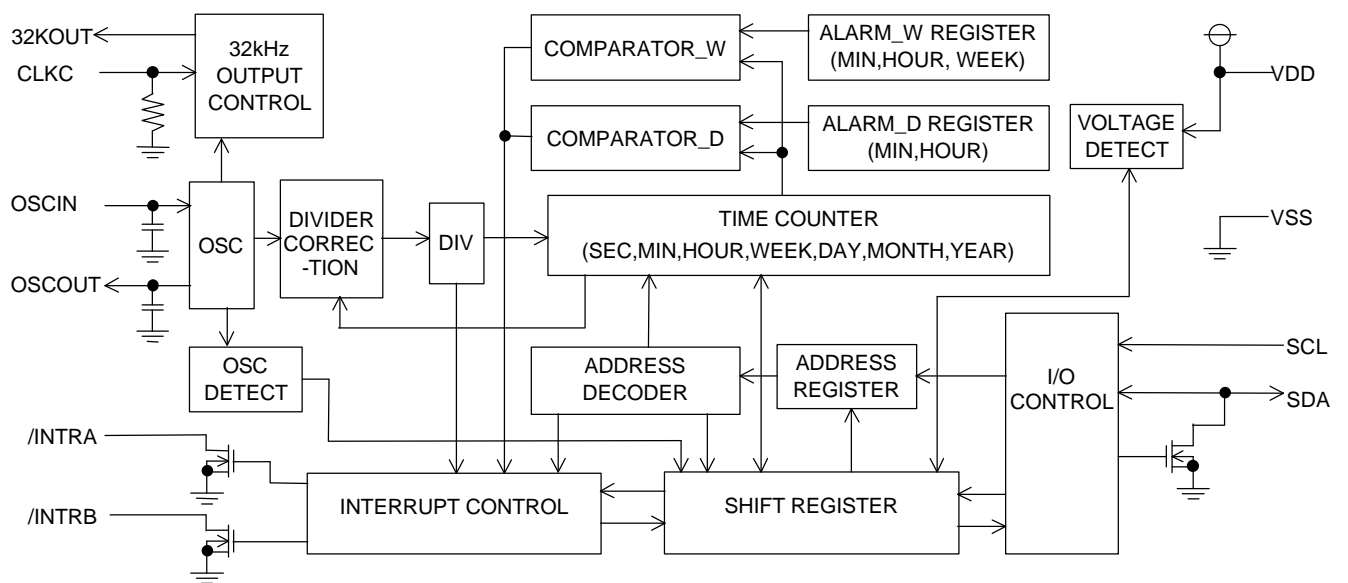 32KOUT
CLKC
32kHz
OUTPUT
CONTROL
COMPARATOR_W
ALARM_W REGISTER
(MIN,HOUR, WEEK)
COMPARATOR_D
ALARM_D REGISTER
(MIN,HOUR)
VDD
VOLTAGE
DETECT
VSS
OSCIN
OSCOUT
OSC
DIVIDER
CORREC
-TION
DIV
TIME COUNTER
(SEC,MIN,HOUR,WEEK,DAY,MONTH,YEAR)
OSC
DETECT
ADDRESS
DECODER
ADDRESS
REGISTER
I/O
CONTROL
SCL
SDA
/INTRA
/INTRB
INTERRUPT CONTROL
SHIFT REGISTER